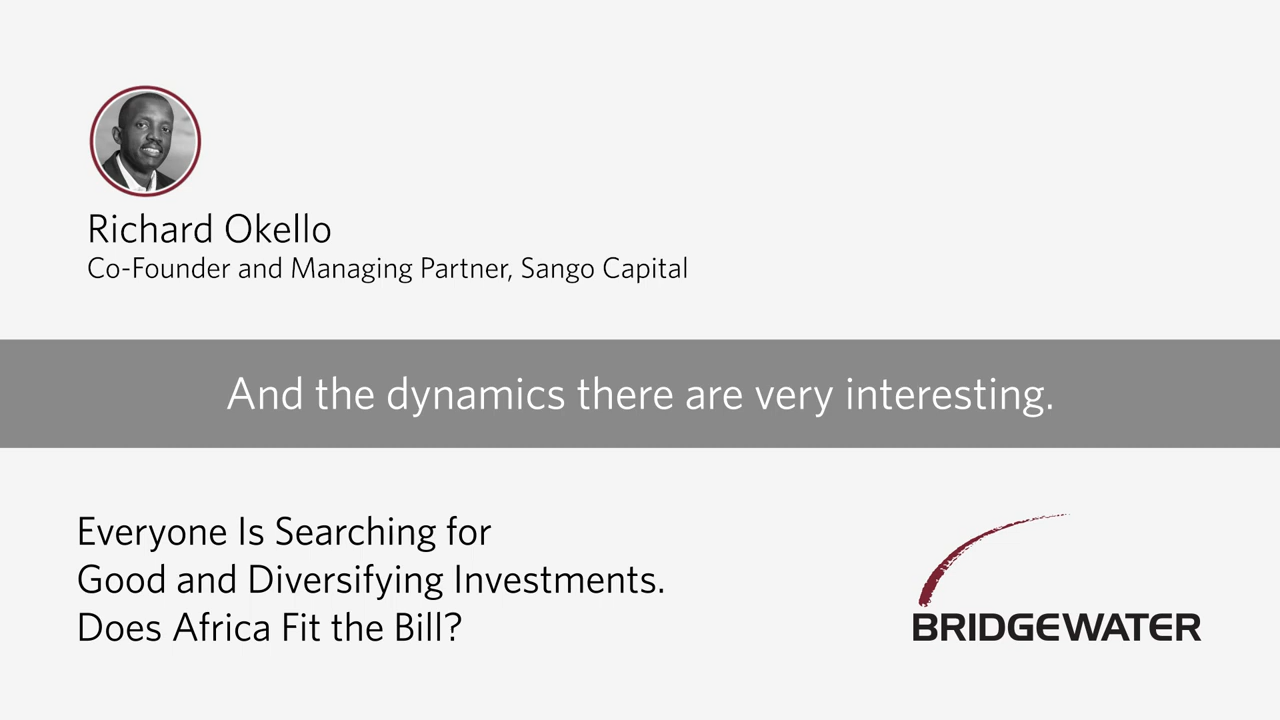 Richard Okello
Co-Founder and Managing Partner, Sango Capital
And the dynamics there are very interesting.
Everyone Is Searching for
Good and Diversifying Investments.
Does Africa Fit the Bill?
BRIDGEWATER